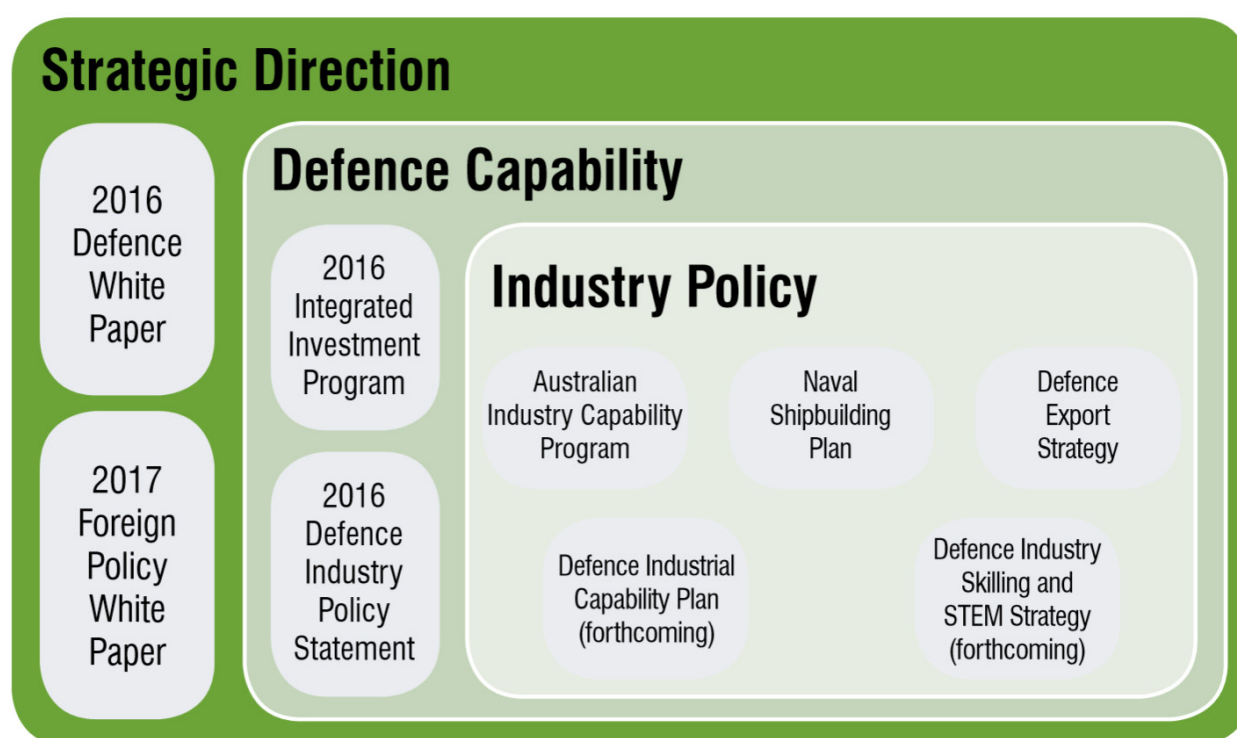 Strategic Direction
2016
Defence
White
Paper
2017
Foreign
Policy
White
Paper
Defence Capability
2016
Integrated
Investment
Program
2016
Defence
Industry
Policy
Statement
Industry Policy
Australian
Industry Capability
Program
Naval
Shipbuilding
Plan
Defence
Export
Strategy
Defence Industrial
Capability Plan
(forthcoming)
Defence Industry
Skilling and
STEM Strategy
(forthcoming)